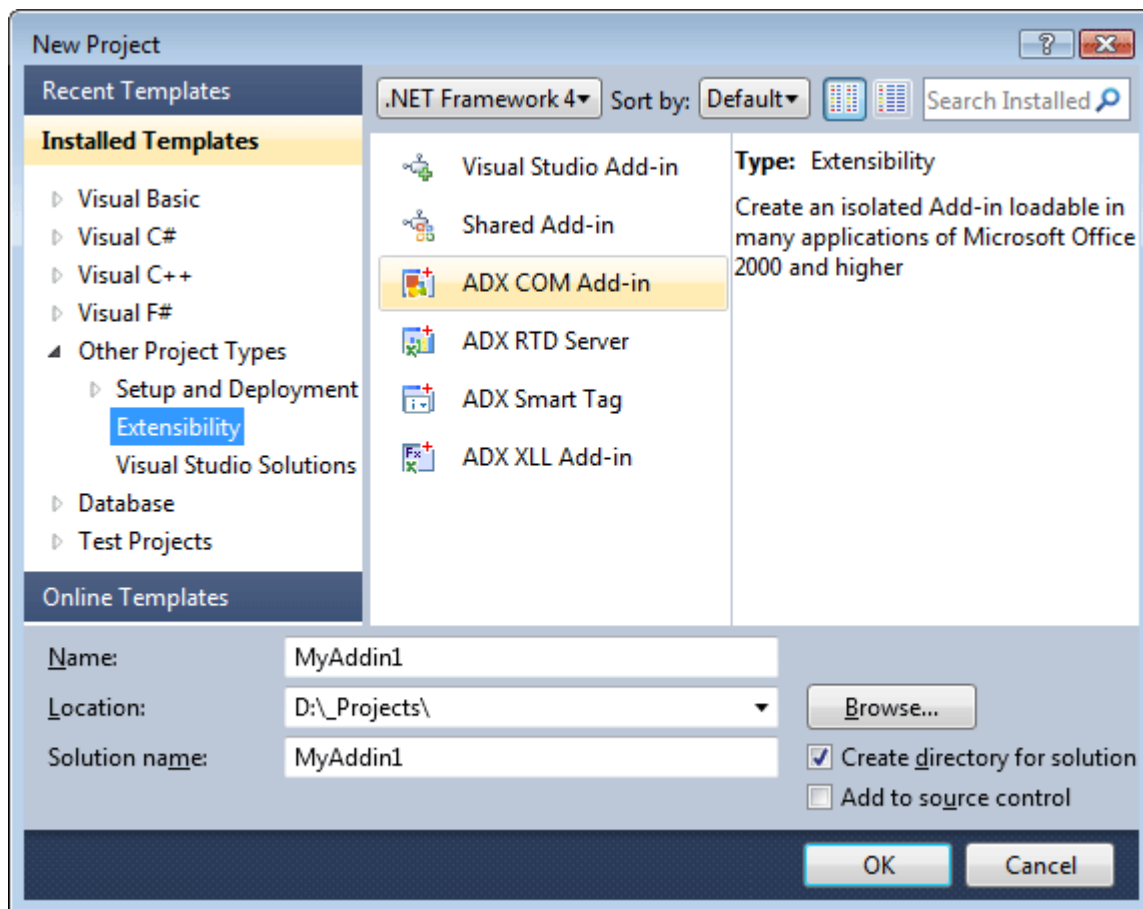 New Project
Recent Templates
Installed Templates
Visual Basic
Visual C#
Visual C++
Visual F#
Other Project Types
Setup and Deployment
Extensibility
Visual Studio Solutions
Database
Test Projects
Online Templates
.NET Framework 4
Sort by:
Default
Search Installed
Visual Studio Add-in
Shared Add-in
ADX COM Add-in
ADX RTD Server
ADX Smart Tag
ADX XLL Add-in
Type: Extensibility
Create an isolated Add-in loadable in
many applications of Microsoft Office
2000 and higher
Name:
MyAddin1
Location:
D:\_Projects\
Browse...
Solution name:
MyAddin1
Create directory for solution
Add to source control
OK
Cancel